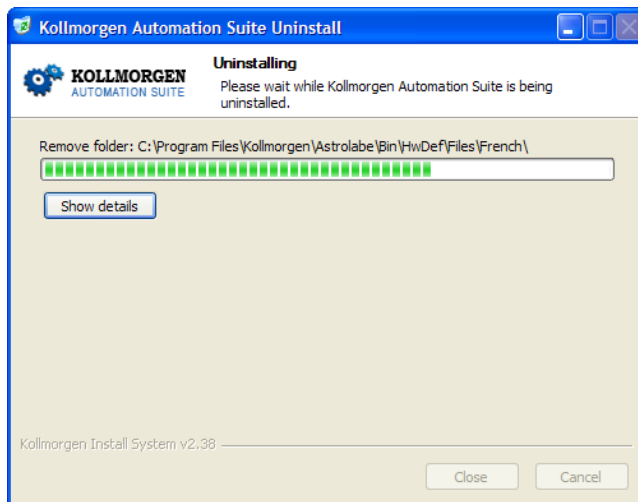 Kollmorgen Automation Suite Uninstall
KOLLMORGEN
AUTOMATION SUITE
Uninstalling
Please wait while Kollmorgen Automation Suite is being
uninstalled.
Remove folder: C:\Program Files\Kollmorgen\Astrolabe\Bin\HwDef\Files\French\
Show details
Kollmorgen Install System v2.38
Close
Cancel